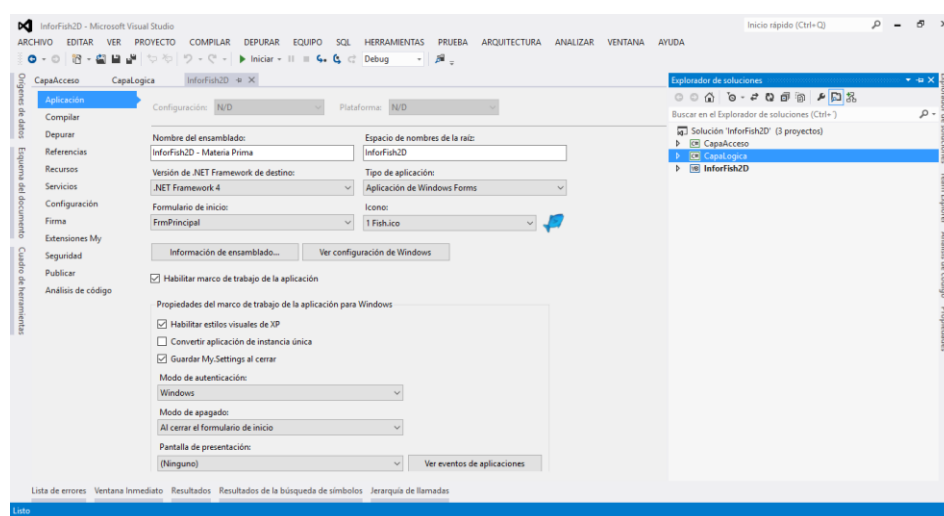 InforFish2D - Microsoft Visual Studio
Inicio rápido (Ctrl+Q)
ARCHIVO EDITAR VER PROYECTO COMPILAR DEPURAR EQUIPO SQL HERRAMIENTAS PRUEBA ARQUITECTURA ANALIZAR VENTANA AYUDA
Iniciar Debug
CapaAcceso CapaLogica InforFish2D
Explorador de soluciones
Orígenes de datos
Esquema del documento
Cuadro de herramientas
Aplicación
Compilar
Depurar
Referencias
Recursos
Servicios
Configuración
Firma
Extensiones My
Seguridad
Publicar
Análisis de código
Configuración: N/D Plataforma: N/D
Nombre del ensamblado: Espacio de nombres de la raíz:
InforFish2D - Materia Prima InforFish2D
Versión de .NET Framework de destino: Tipo de aplicación:
.NET Framework 4 Aplicación de Windows Forms
Formulario de inicio: Icono:
FrmPrincipal 1 Fish.ico
Información de ensamblado... Ver configuración de Windows
Habilitar marco de trabajo de la aplicación
Propiedades del marco de trabajo de la aplicación para Windows
Habilitar estilos visuales de XP
Convertir aplicación de instancia única
Guardar My.Settings al cerrar
Modo de autenticación:
Windows
Modo de apagado:
Al cerrar el formulario de inicio
Pantalla de presentación:
(Ninguno) Ver eventos de aplicaciones
Buscar en el Explorador de soluciones (Ctrl+´)
Solución 'InforFish2D' (3 proyectos)
CapaAcceso
CapaLogica
InforFish2D
Lista de errores Ventana Inmediato Resultados Resultados de la búsqueda de símbolos Jerarquía de llamadas
Listo